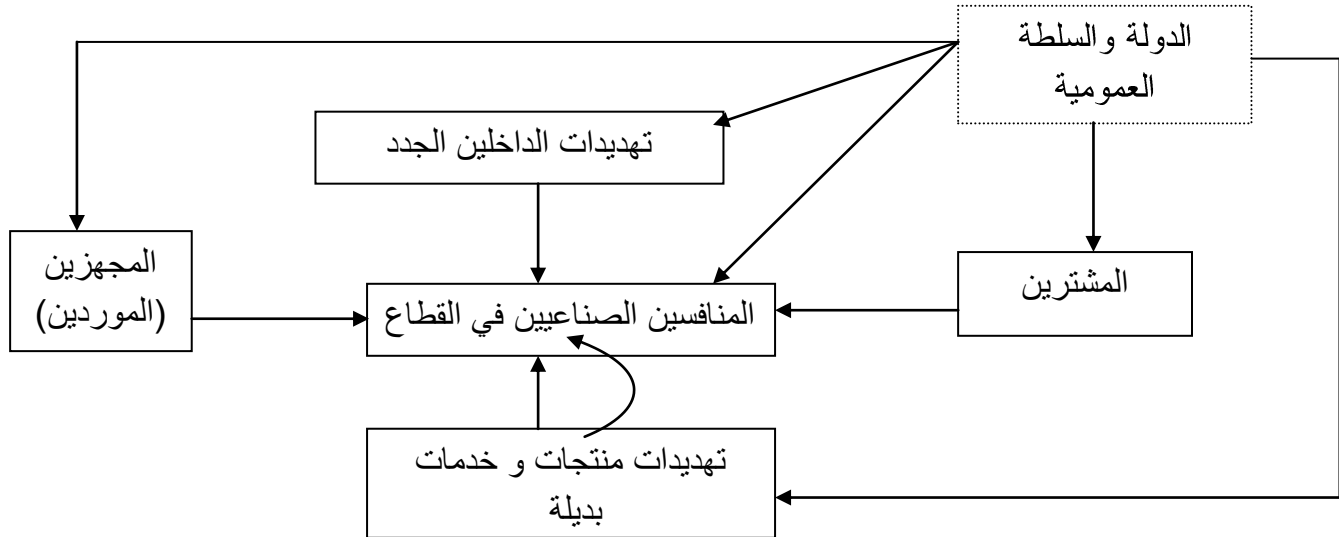 الدولة والسلطة
العمومية
تهديدات الداخلين الجدد
المجهزين
(الموردين)
المشترين
المنافسين الصناعيين في القطاع
تهديدات منتجات و خدمات
بديلة